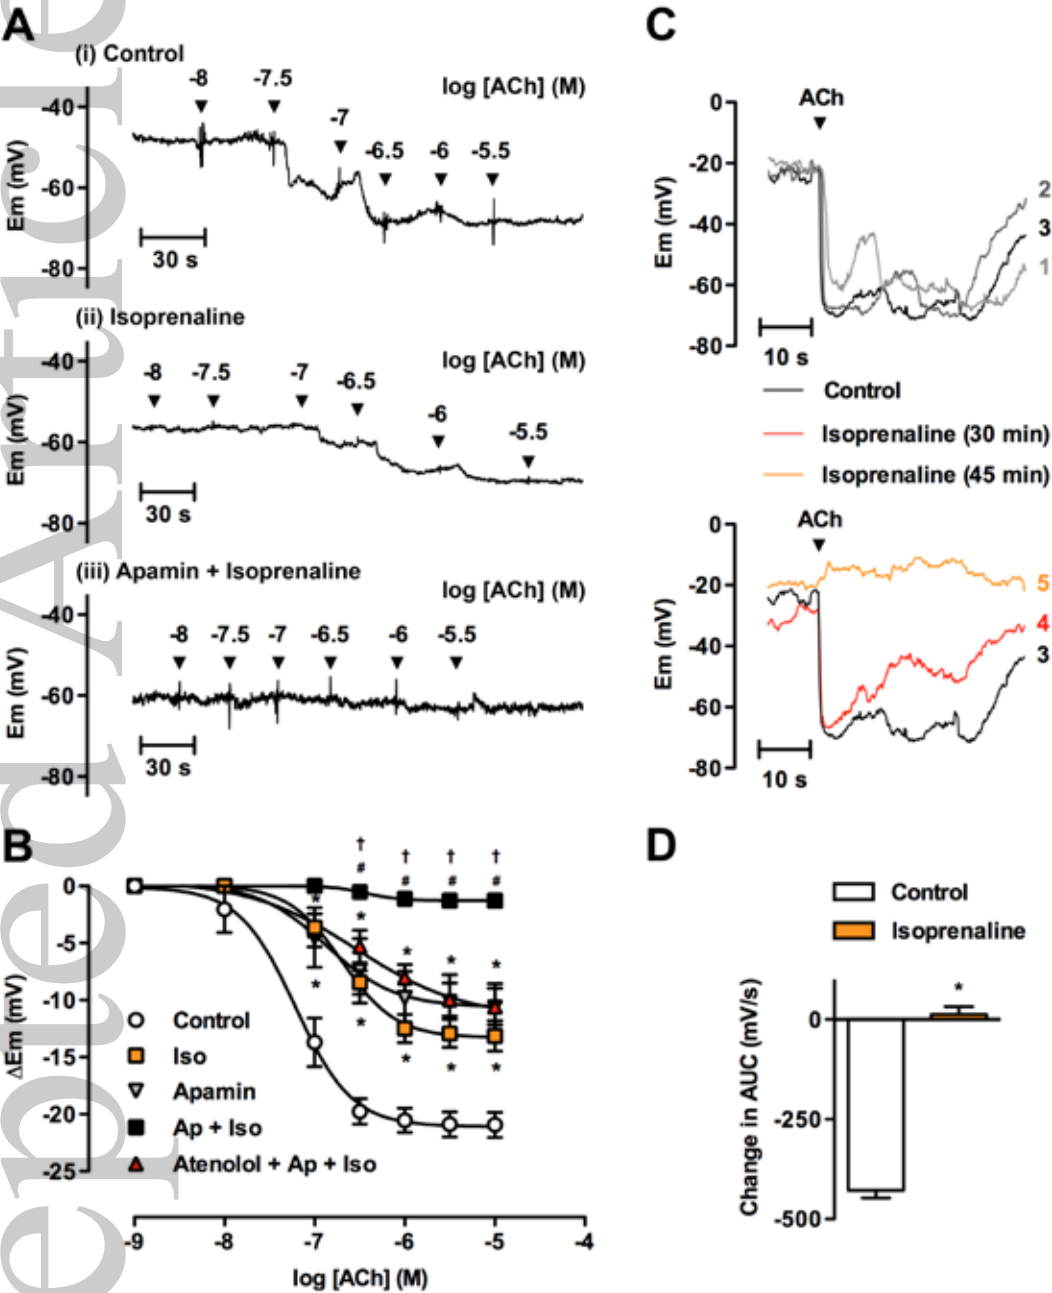 A
(i) Control
-8
-7.5
log [ACh] (M)
-7
-6.5
-6
-5.5
-40
-60
-80
Em (mV)
30 s
(ii) Isoprenaline
log [ACh] (M)
-8
-7.5
-7
-6.5
-6
-5.5
-40
-60
-80
Em (mV)
30 s
(iii) Apamin + Isoprenaline
log [ACh] (M)
-8
-7.5
-7
-6.5
-6
-5.5
-40
-60
-80
Em (mV)
30 s
B
† † † †
# # # #
* * * * *
* * * * *
0
-5
-10
-15
-20
-25
ΔEm (mV)
Control
Iso
Apamin
Ap + Iso
Atenolol + Ap + Iso
-9
-8
-7
-6
-5
-4
log [ACh] (M)
C
ACh
0
-20
-40
-60
-80
Em (mV)
2
3
1
10 s
Control
Isoprenaline (30 min)
Isoprenaline (45 min)
ACh
0
-20
-40
-60
-80
Em (mV)
5
4
3
10 s
D
Control
Isoprenaline
*
0
-250
-500
Change in AUC (mV/s)
epted Article